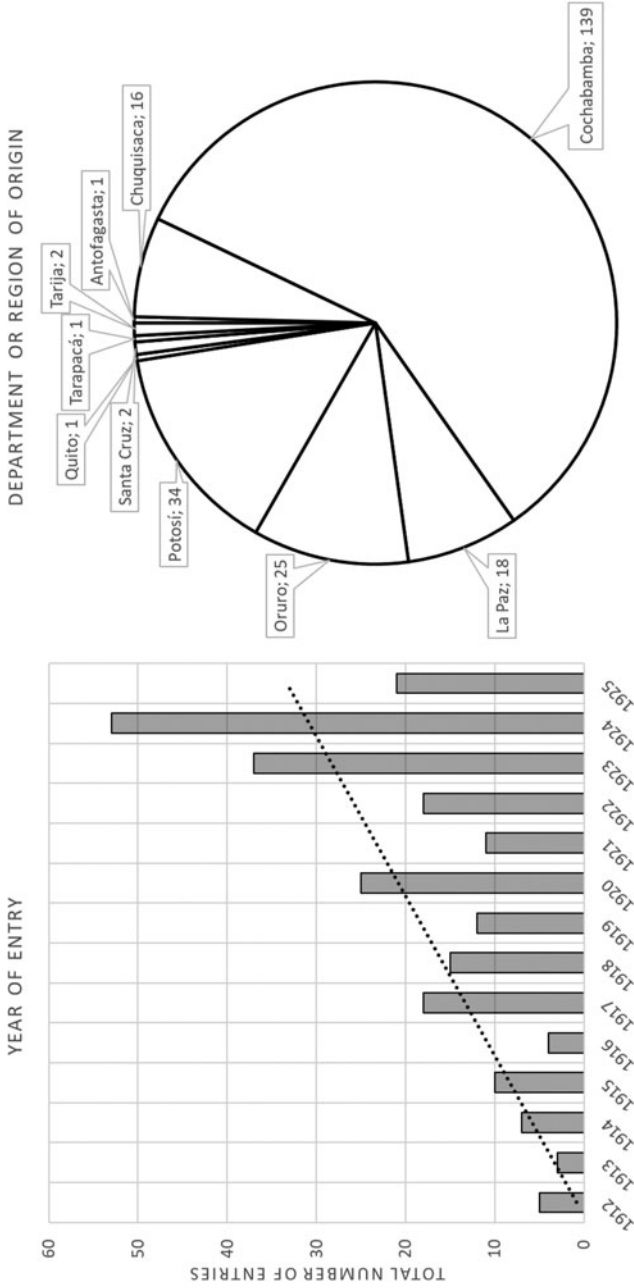 YEAR OF ENTRY
TOTAL NUMBER OF ENTRIES
60
50
40
30
20
10
0
1912
1913
1914
1915
1916
1917
1918
1919
1920
1921
1922
1923
1924
1925
DEPARTMENT OR REGION OF ORIGIN
Quito; 1
Tarapacá; 1
Tarija; 2
Antofagasta; 1
Santa Cruz; 2
Chuquisaca; 16
Potosí; 34
Oruro; 25
La Paz; 18
Cochabamba; 139